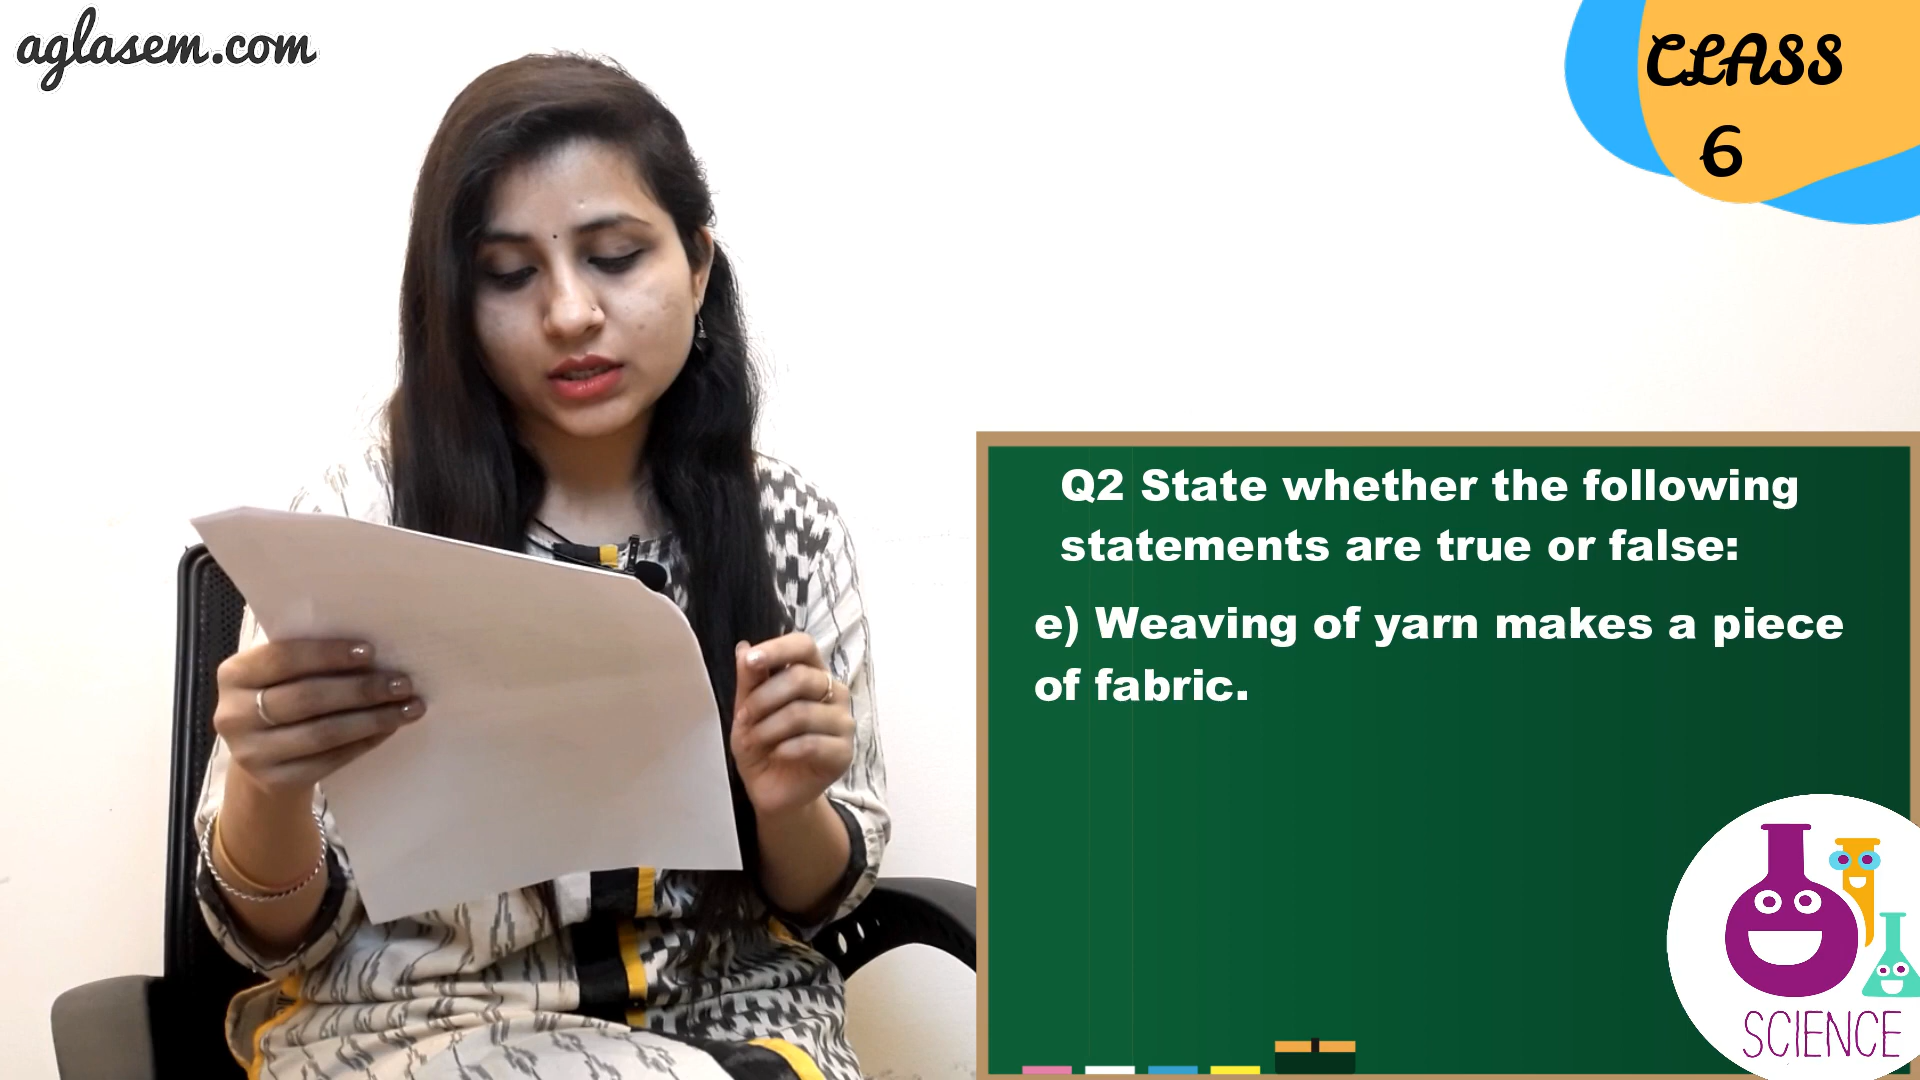 aglasem.com
CLASS
6
Q2 State whether the following
statements are true or false:
e) Weaving of yarn makes a piece
of fabric.
SCIENCE